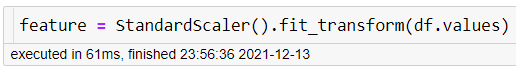 feature = StandardScaler().fit_transform(df.values)
executed in 61ms, finished 23:56:36 2021-12-13